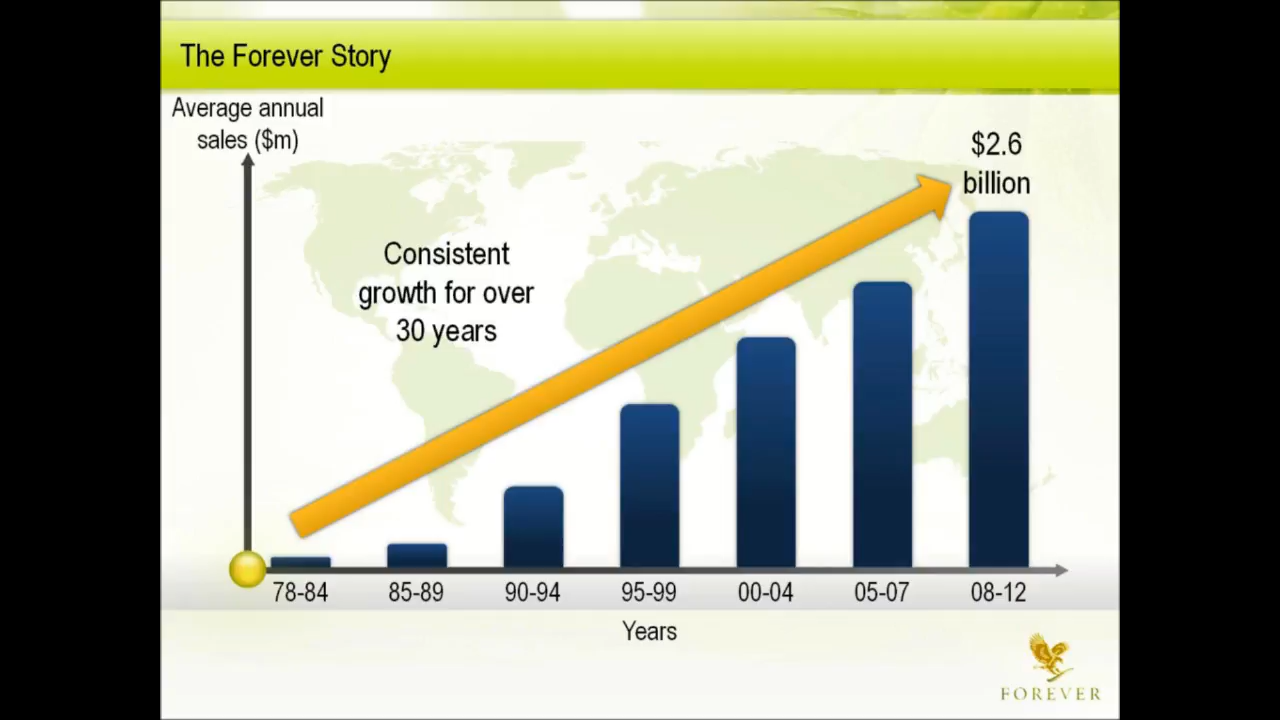 The Forever Story
Average annual
sales ($m)
$2.6
billion
Consistent
growth for over
30 years
78-84
85-89
90-94
95-99
00-04
05-07
08-12
Years
FOREVER